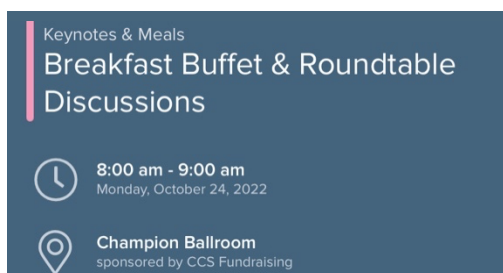 Keynotes & Meals
Breakfast Buffet & Roundtable
Discussions
8:00 am - 9:00 am
Monday, October 24, 2022
Champion Ballroom
sponsored by CCS Fundraising